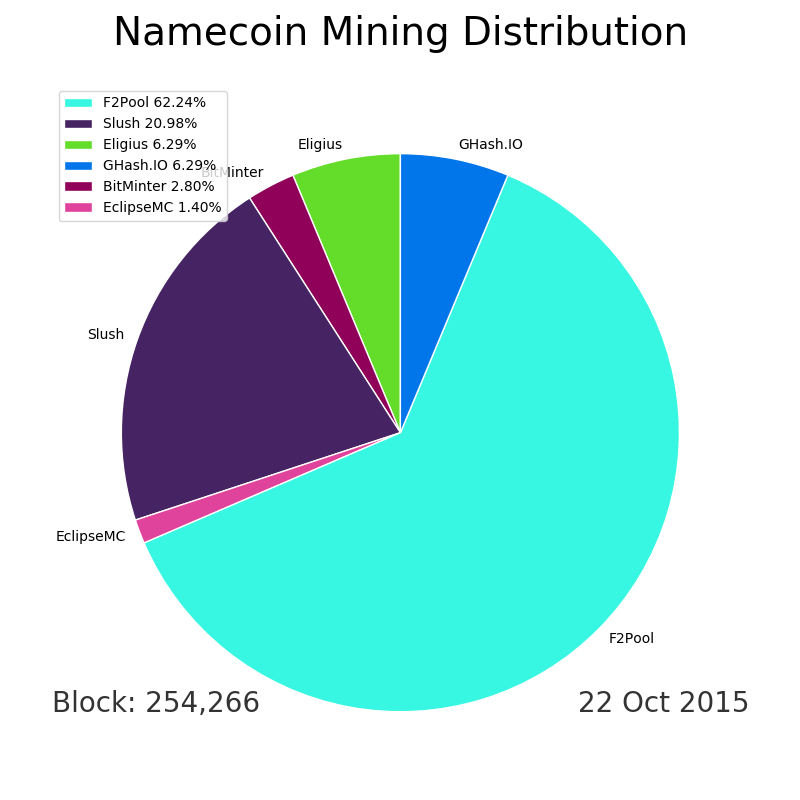 Namecoin Mining Distribution
F2Pool 62.24%
Slush 20.98%
Eligius 6.29%
GHash.IO 6.29%
BitMinter 2.80%
EclipseMC 1.40%
Eligius
GHash.IO
BitMinter
Slush
EclipseMC
F2Pool
Block: 254,266
22 Oct 2015